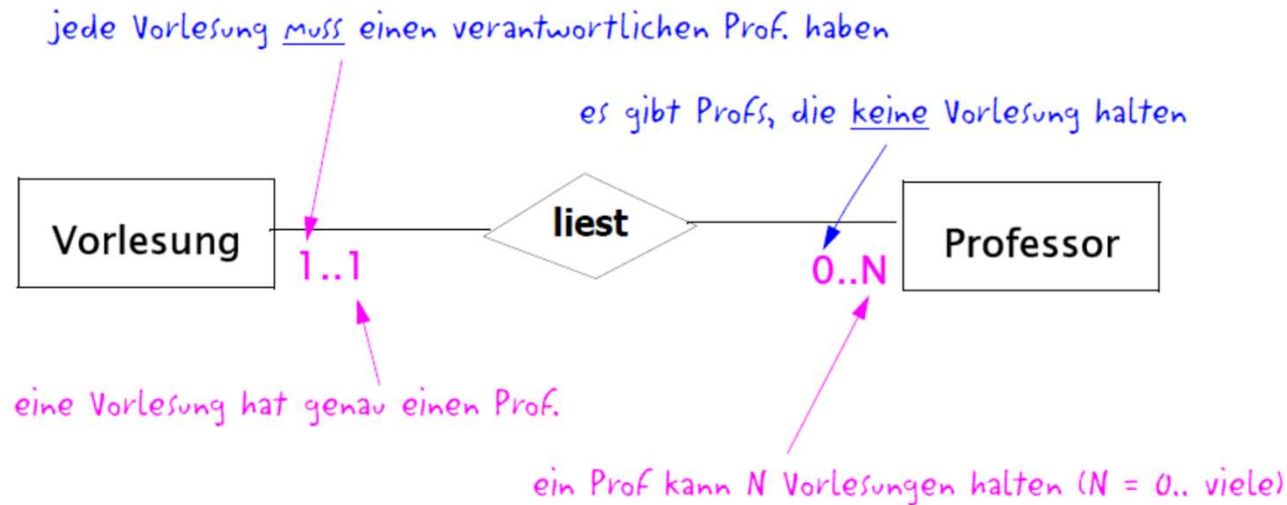 jede Vorlesung muss einen verantwortlichen Prof. haben
es gibt Profs, die keine Vorlesung halten
Vorlesung
liest
Professor
1..1
0..N
eine Vorlesung hat genau einen Prof.
ein Prof kann N Vorlesungen halten (N = 0.. viele)